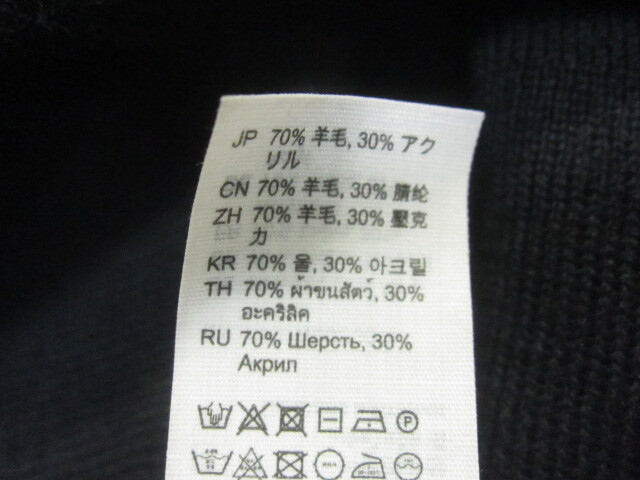 JP 70% 羊毛, 30% アク
リル
CN 70% 羊毛, 30% 腈纶
ZH 70% 羊毛, 30% 壓克
力
KR 70% 울, 30% 아크릴
TH 70% ผ้าขนสัตว์, 30%
อะคริลิค
RU 70% Шерсть, 30%
Акрил
P